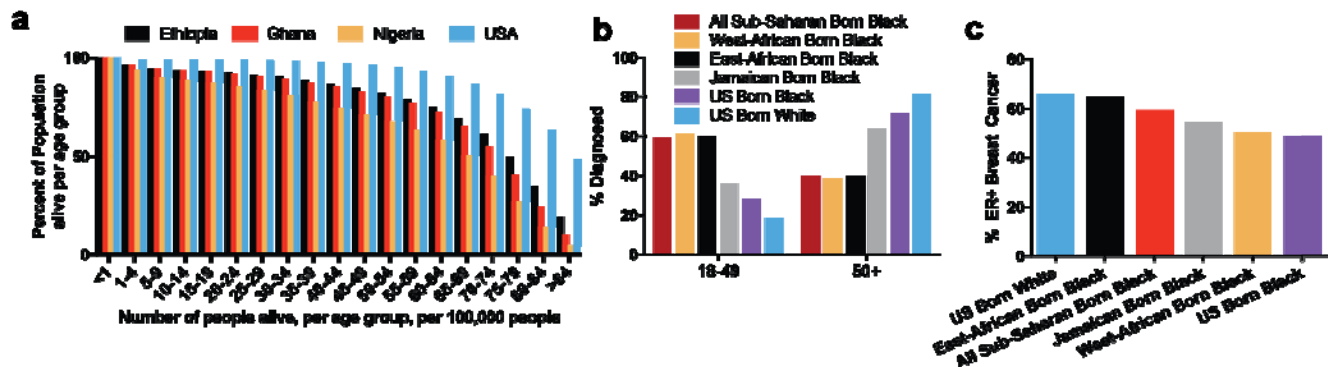 a
Ethiopia Ghana Nigeria USA
Percent of Population
alive per age group
100
50
0
<1 1-4 5-9 10-14 15-19 20-24 25-29 30-34 35-39 40-44 45-49 50-54 55-59 60-64 65-69 70-74 75-79 80-84 >84
Number of people alive, per age group, per 100,000 people
b
All Sub-Saharan Born Black
West-African Born Black
East-African Born Black
Jamaican Born Black
US Born Black
US Born White
% Diagnosed
100
80
60
40
20
0
18-49 50+
c
% ER+ Breast Cancer
80
60
40
20
0
US Born White
East-African Born Black
All Sub-Saharan Born Black
Jamaican Born Black
West-African Born Black
US Born Black